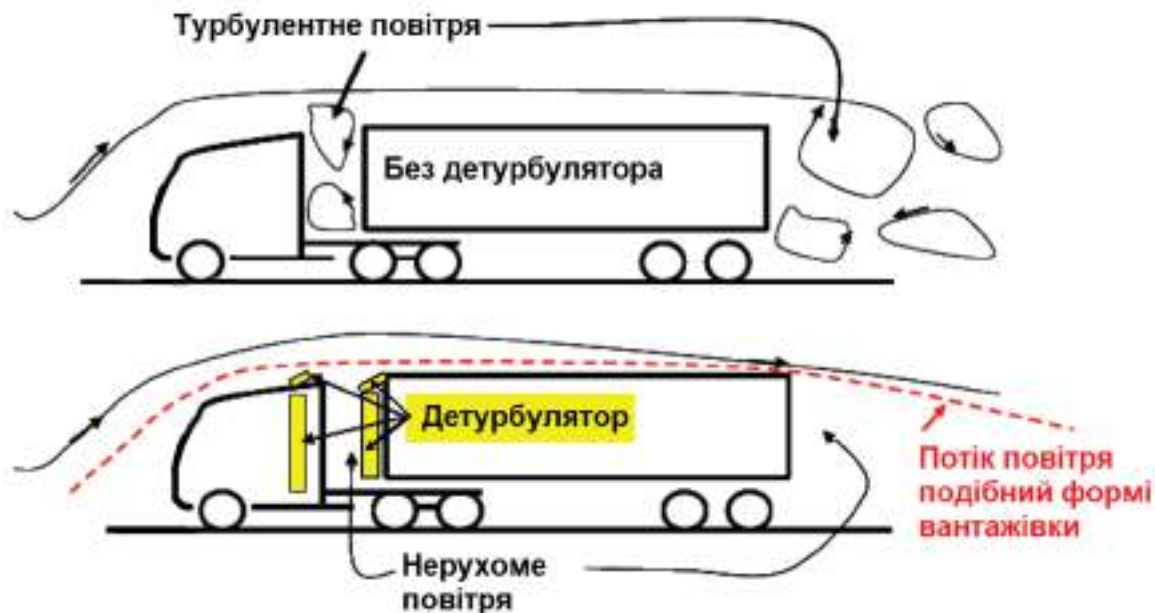 Турбулентне повітря
Без детурбулятора
Детурбулятор
Потік повітря
подібний формі
вантажівки
Нерухоме
повітря